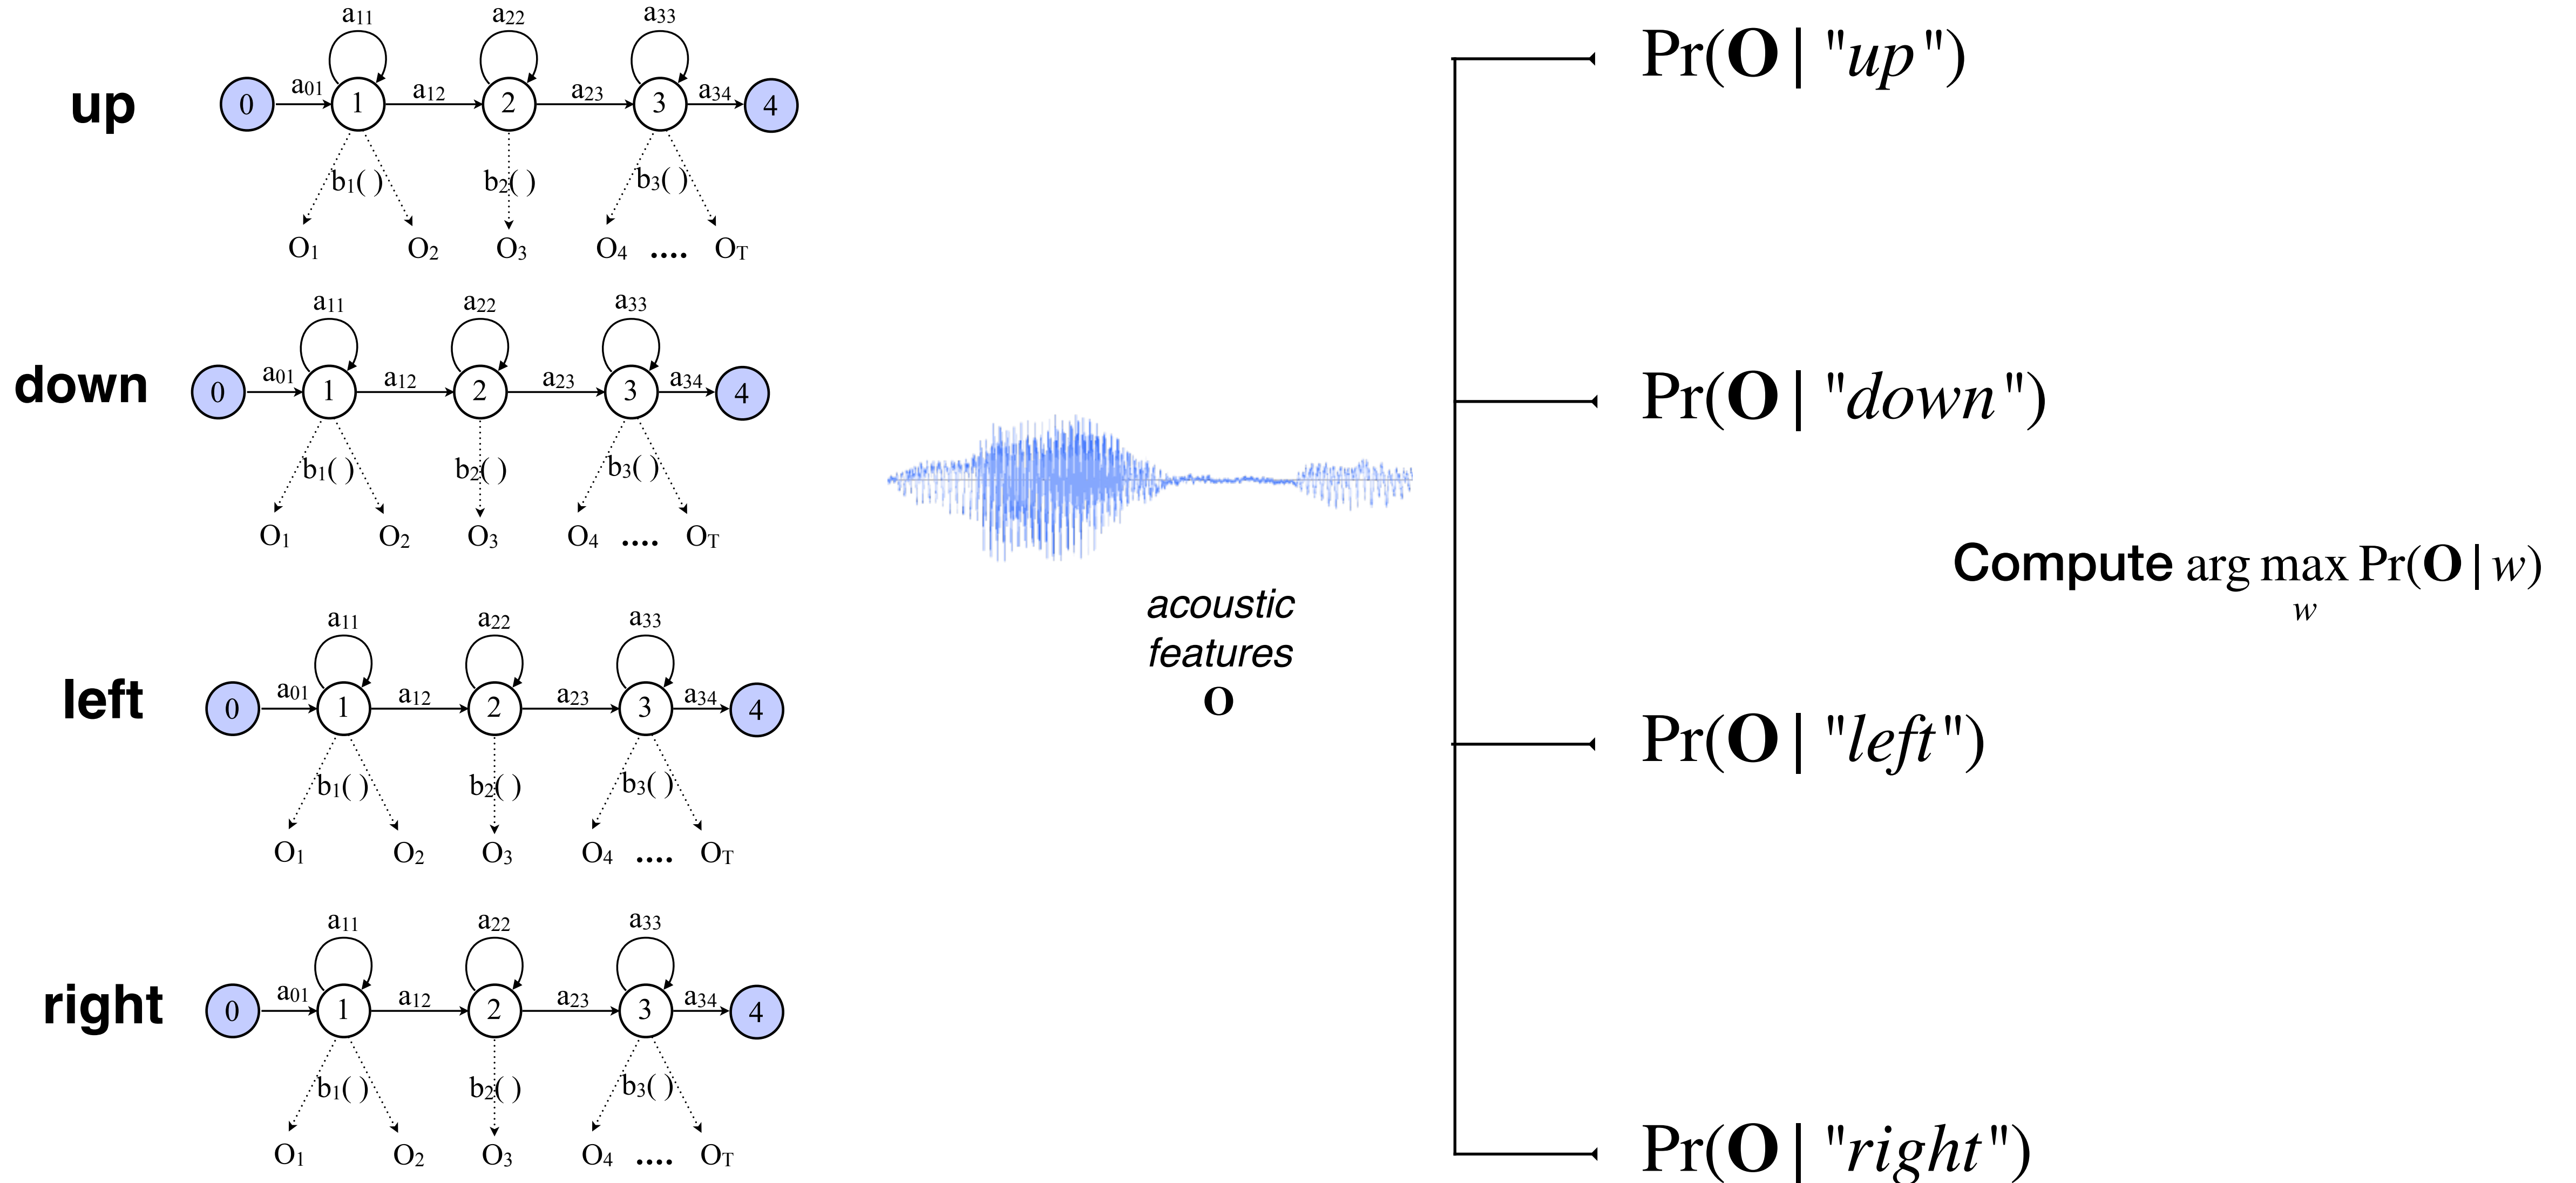 up
a11 a22 a33
0 a01 1 a12 2 a23 3 a34 4
b1( ) b2( ) b3( )
O1 O2 O3 O4 .... OT
down
a11 a22 a33
0 a01 1 a12 2 a23 3 a34 4
b1( ) b2( ) b3( )
O1 O2 O3 O4 .... OT
left
a11 a22 a33
0 a01 1 a12 2 a23 3 a34 4
b1( ) b2( ) b3( )
O1 O2 O3 O4 .... OT
right
a11 a22 a33
0 a01 1 a12 2 a23 3 a34 4
b1( ) b2( ) b3( )
O1 O2 O3 O4 .... OT
acoustic
features
O
Pr(O | "up")
Pr(O | "down")
Pr(O | "left")
Pr(O | "right")
Compute arg max Pr(O | w)
w